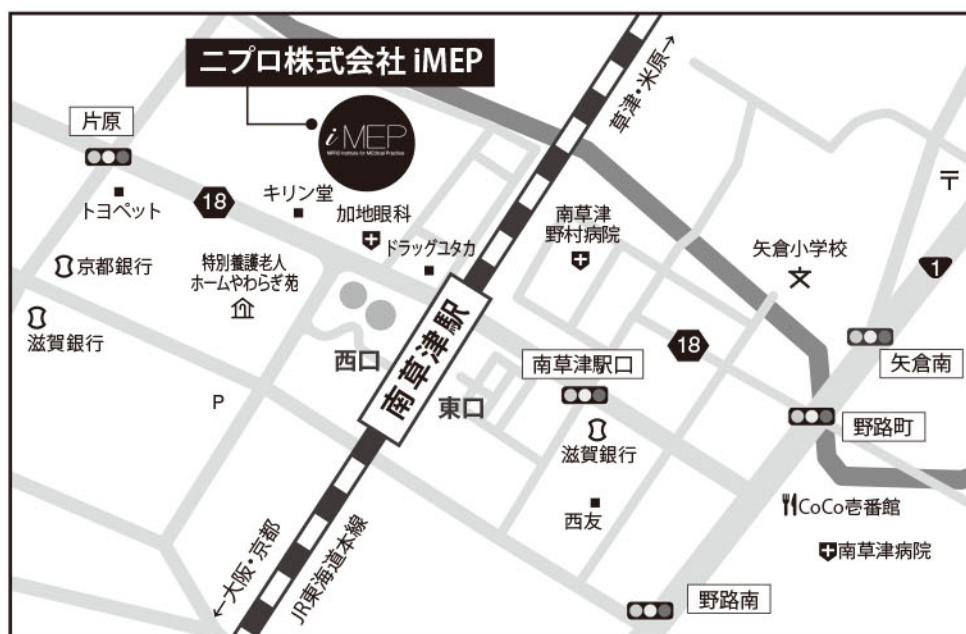 ニプロ株式会社 iMEP
草津・米原→
片原
iMEP
NIPRO Institute for MEdical Practice
トヨペット
18
キリン堂
加地眼科
ドラッグユタカ
南草津
野村病院
〒
矢倉小学校
文
1
京都銀行
特別養護老人
ホームやわらぎ苑
滋賀銀行
南草津駅
西口
東口
P
南草津駅口
18
矢倉南
野路町
滋賀銀行
西友
CoCo壱番館
南草津病院
←大阪・京都
JR東海道本線
野路南